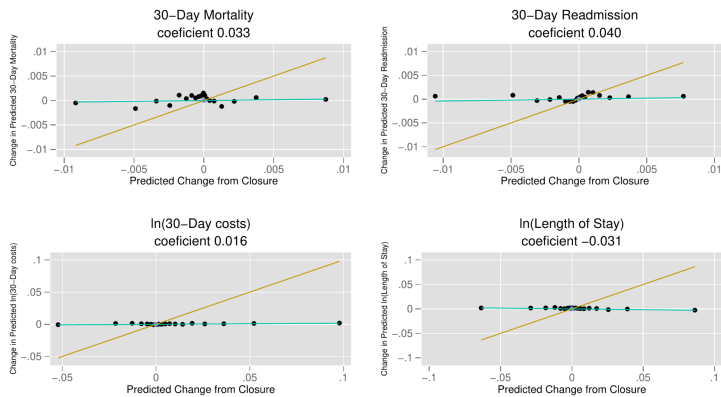 30−Day Mortality
coeficient 0.033
Change in Predicted 30−Day Mortality
.01
.005
0
−.005
−.01
−.01
−.005
0
.005
.01
Predicted Change from Closure
30−Day Readmission
coeficient 0.040
Change in Predicted 30−Day Readmission
.01
.005
0
−.005
−.01
−.01
−.005
0
.005
.01
Predicted Change from Closure
ln(30−Day costs)
coeficient 0.016
Change in Predicted ln(30−Day costs)
.1
.05
0
−.05
−.05
0
.05
.1
Predicted Change from Closure
ln(Length of Stay)
coeficient −0.031
Change in Predicted ln(Length of Stay)
.1
.05
0
−.05
−.1
−.1
−.05
0
.05
.1
Predicted Change from Closure